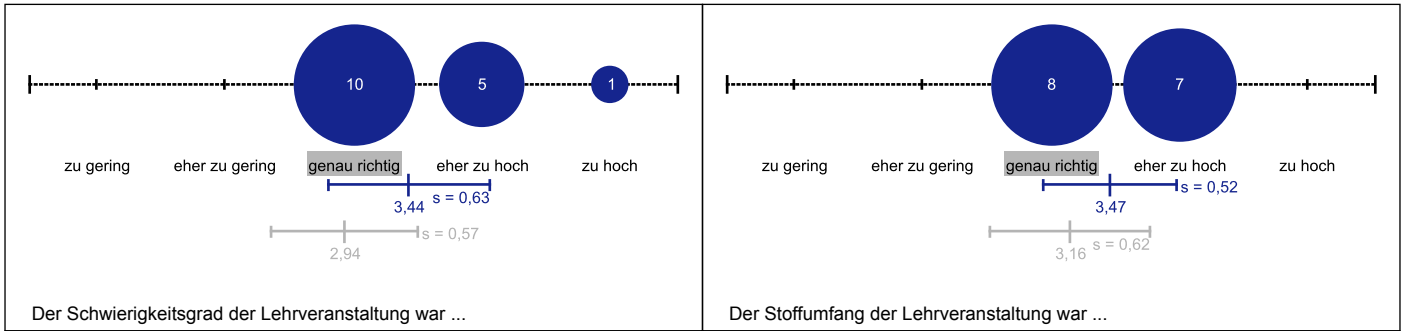 10 5 1
zu gering eher zu gering genau richtig eher zu hoch zu hoch
s = 0,63
3,44
s = 0,57
2,94
Der Schwierigkeitsgrad der Lehrveranstaltung war ...
8 7
zu gering eher zu gering genau richtig eher zu hoch zu hoch
s = 0,52
3,47
s = 0,62
3,16
Der Stoffumfang der Lehrveranstaltung war ...